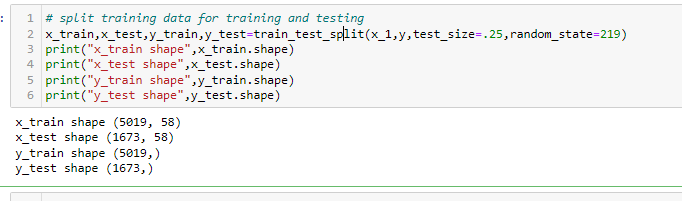 :
1 # split training data for training and testing
2 x_train,x_test,y_train,y_test=train_test_split(x_1,y,test_size=.25,random_state=219)
3 print("x_train shape",x_train.shape)
4 print("x_test shape",x_test.shape)
5 print("y_train shape",y_train.shape)
6 print("y_test shape",y_test.shape)
x_train shape (5019, 58)
x_test shape (1673, 58)
y_train shape (5019,)
y_test shape (1673,)